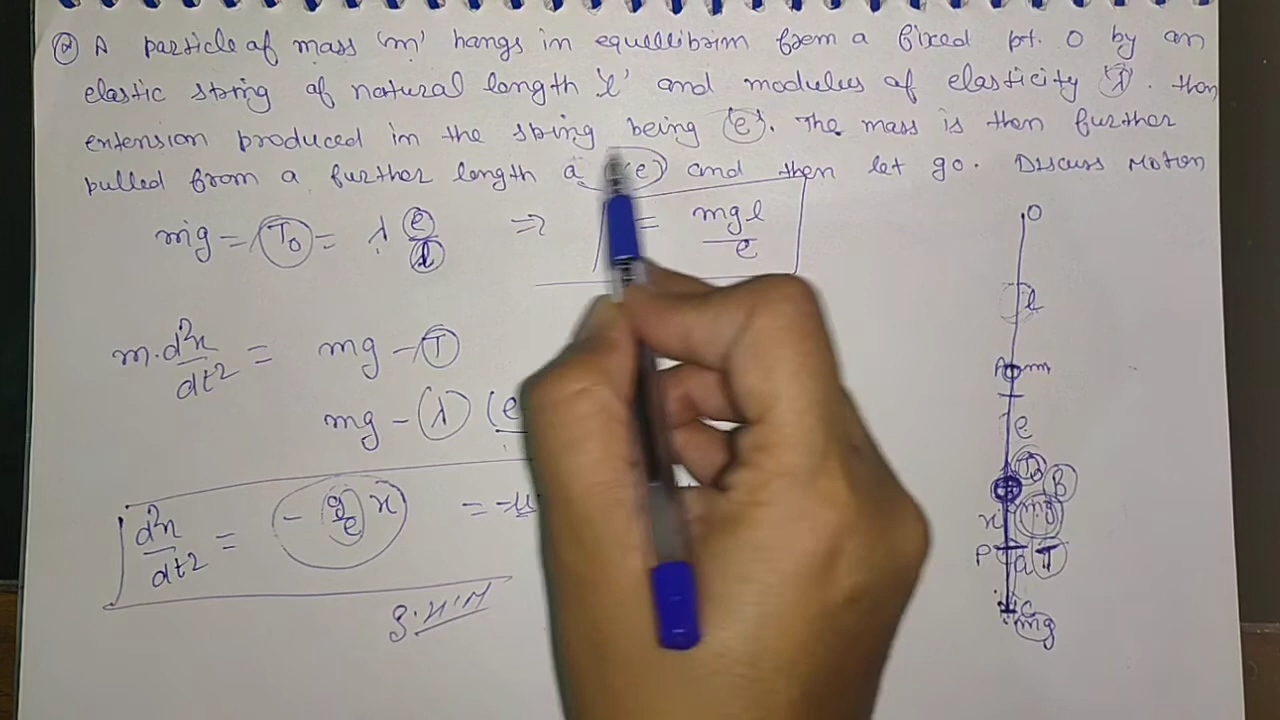 ② A particle of mass 'm' hangs in equellibrim from a fixed pt. O by an
elastic string of natural length 'l' and modulus of elasticity 'λ'. then
extension produced in the string being 'e'. The mass is then further
pulled from a further length a e) and then let go. Discuss Motion
mg = T₀ = λ e/l ⇒ = mgl/e
m. d²x/dt² = mg - T
mg - (λ) (e
d²x/dt² = - (g/e) x = -μ
S.H.M
O
l
A m
e
T₀ B
x mg
P a T
C
mg